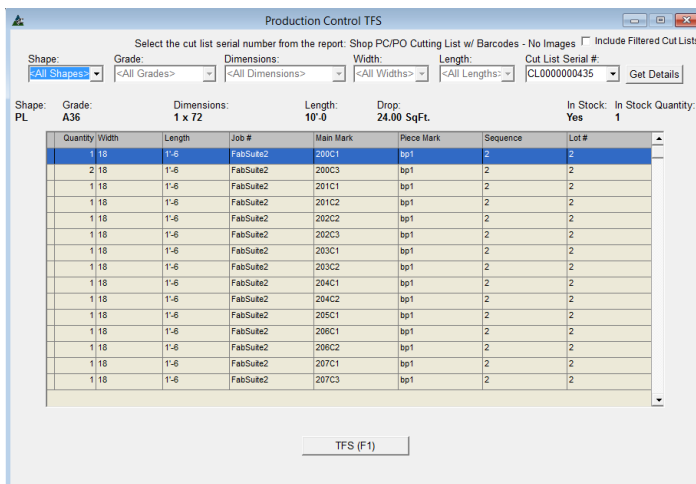 Production Control TFS
Select the cut list serial number from the report: Shop PC/PO Cutting List w/ Barcodes - No Images Include Filtered Cut Lists
Shape: Grade: Dimensions: Width: Length: Cut List Serial #:
<All Shapes> <All Grades> <All Dimensions> <All Widths> <All Lengths> CL0000000435 Get Details
Shape: Grade: Dimensions: Length: Drop: In Stock: In Stock Quantity:
PL A36 1 x 72 10'-0 24.00 SqFt. Yes 1
Quantity Width Length Job # Main Mark Piece Mark Sequence Lot #
1 18 1'-6 FabSuite2 200C1 bp1 2 2
2 18 1'-6 FabSuite2 200C3 bp1 2 2
1 18 1'-6 FabSuite2 201C1 bp1 2 2
1 18 1'-6 FabSuite2 201C2 bp1 2 2
1 18 1'-6 FabSuite2 202C2 bp1 2 2
1 18 1'-6 FabSuite2 202C3 bp1 2 2
1 18 1'-6 FabSuite2 203C1 bp1 2 2
1 18 1'-6 FabSuite2 203C2 bp1 2 2
1 18 1'-6 FabSuite2 204C1 bp1 2 2
1 18 1'-6 FabSuite2 204C2 bp1 2 2
1 18 1'-6 FabSuite2 205C1 bp1 2 2
1 18 1'-6 FabSuite2 206C1 bp1 2 2
1 18 1'-6 FabSuite2 206C2 bp1 2 2
1 18 1'-6 FabSuite2 207C1 bp1 2 2
1 18 1'-6 FabSuite2 207C3 bp1 2 2
TFS (F1)